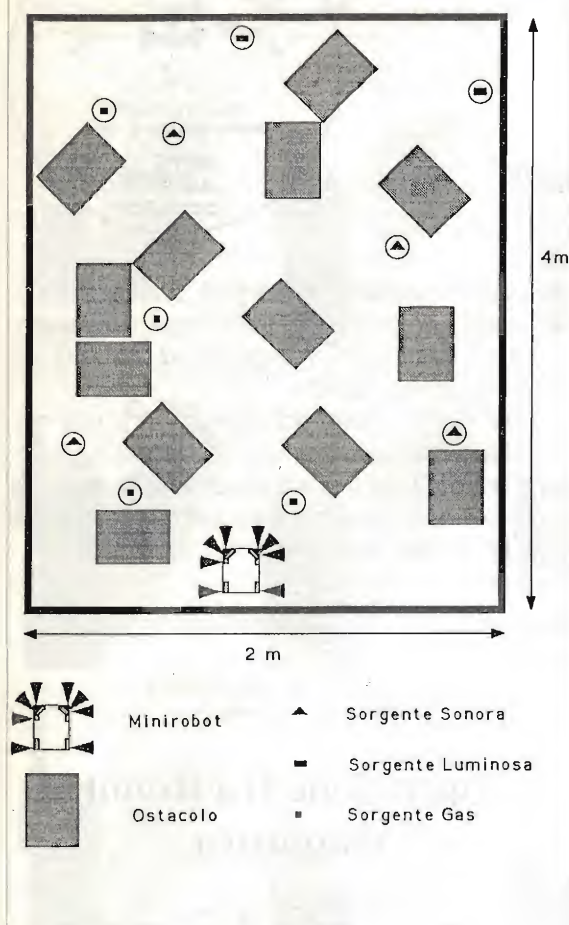 4m
2 m
Minirobot
Sorgente Sonora
Sorgente Luminosa
Ostacolo
Sorgente Gas